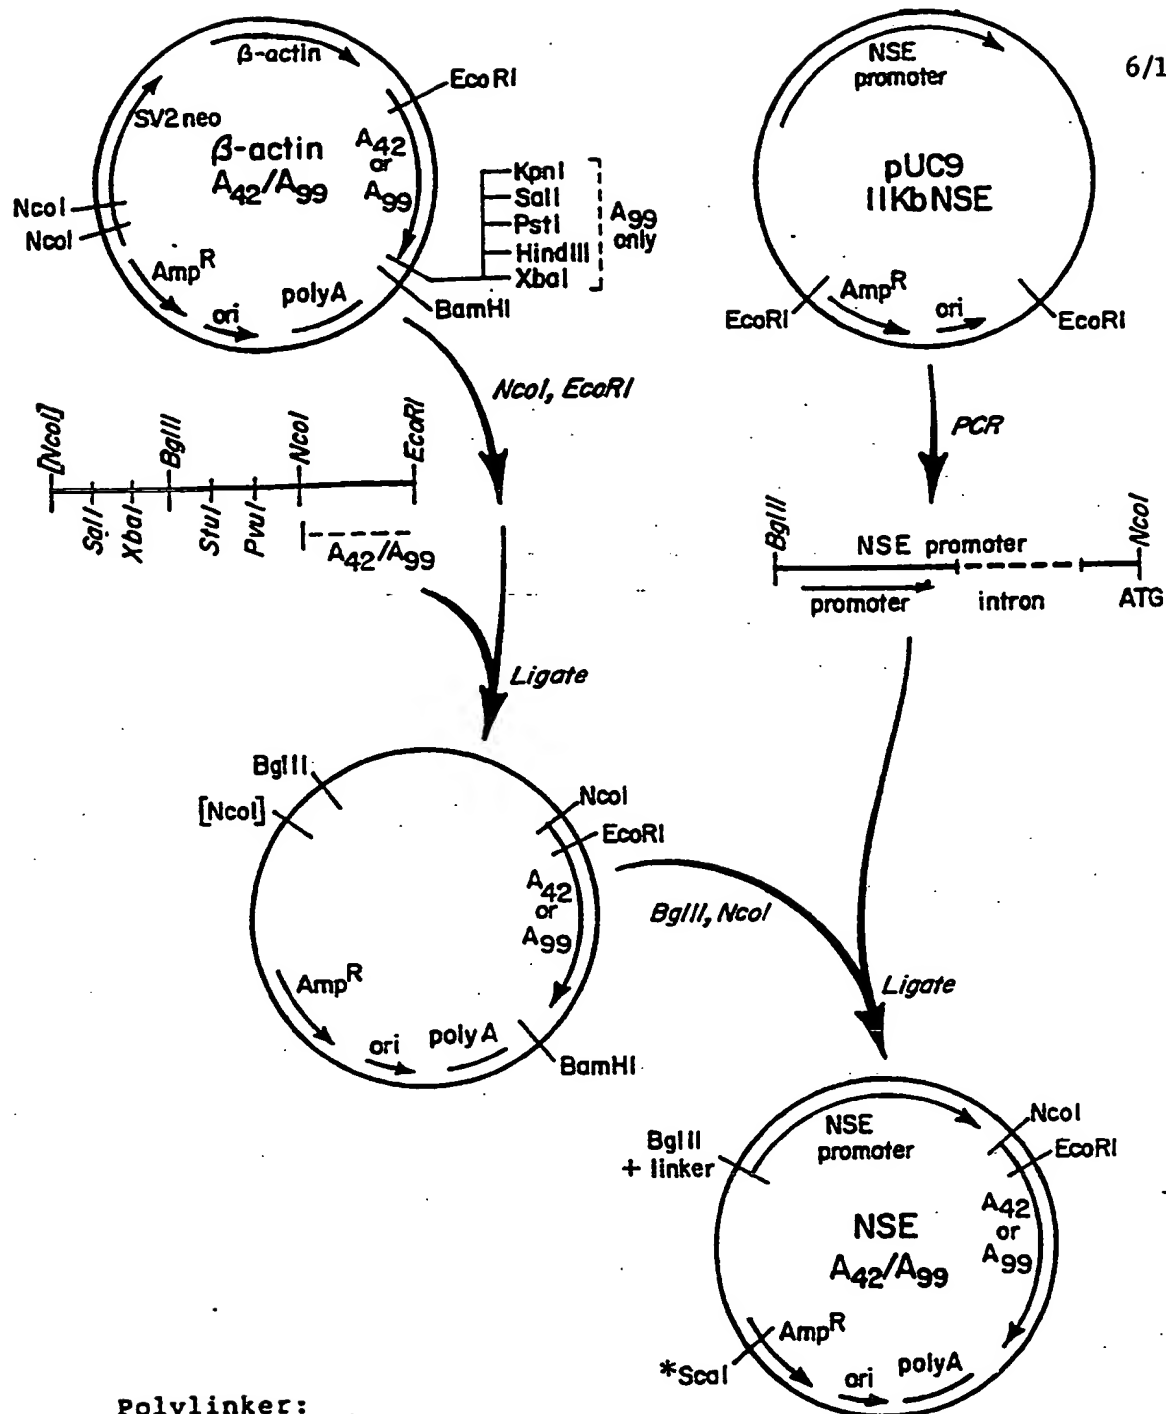 6/1
β-actin
EcoRI
SV2neo
β-actin
A42/A99
A42
or
A99
KpnI
SalI
PstI
HindIII
XbaI
A99
only
NcoI
NcoI
AmpR
ori
polyA
BamHI
NSE
promoter
pUC9
11KbNSE
EcoRI
AmpR
ori
EcoRI
NcoI, EcoRI
PCR
[NcoI]
BglII
NcoI
EcoRI
SalI
XbaI
StuI
PvuI
A42/A99
BglII
NSE promoter
NcoI
promoter
intron
ATG
Ligate
BglII
[NcoI]
NcoI
EcoRI
A42
or
A99
AmpR
ori
polyA
BamHI
BglII, NcoI
Ligate
BglII
+ linker
NSE
promoter
NcoI
EcoRI
NSE
A42/A99
A42
or
A99
*ScaI
AmpR
ori
polyA
Polylinker: